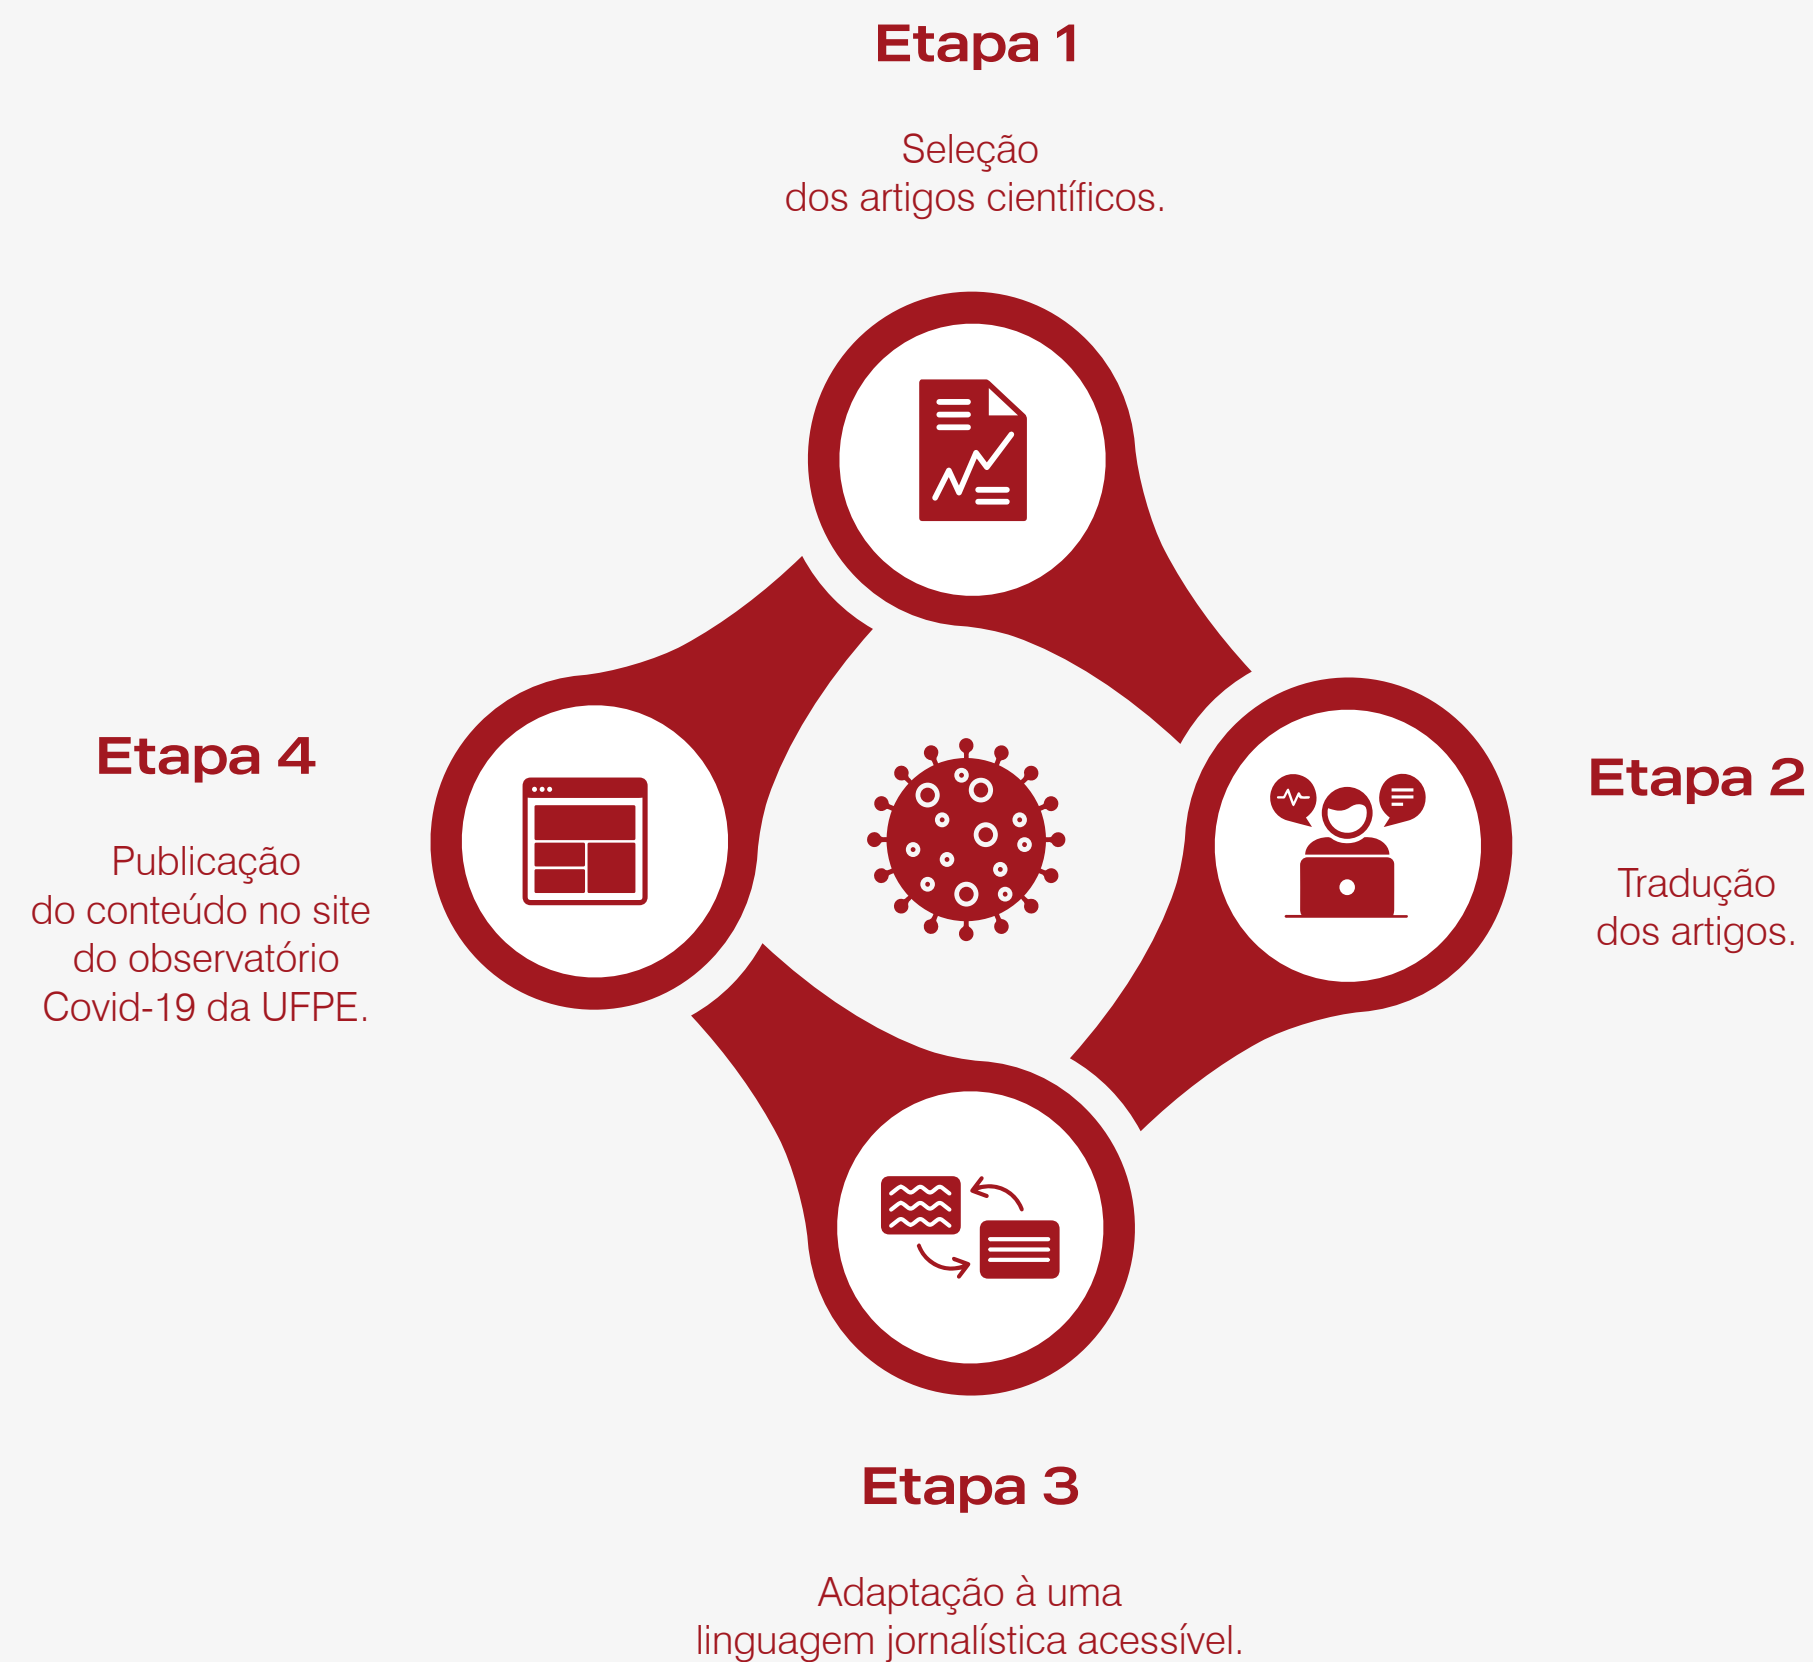 Etapa 1
Seleção
dos artigos científicos.
Etapa 2
Tradução
dos artigos.
Etapa 3
Adaptação à uma
linguagem jornalística acessível.
Etapa 4
Publicação
do conteúdo no site
do observatório
Covid-19 da UFPE.